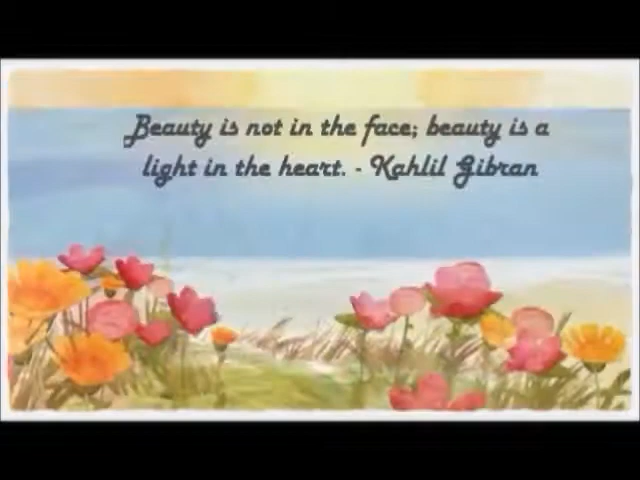 Beauty is not in the face; beauty is a
light in the heart. - Kahlil Gibran